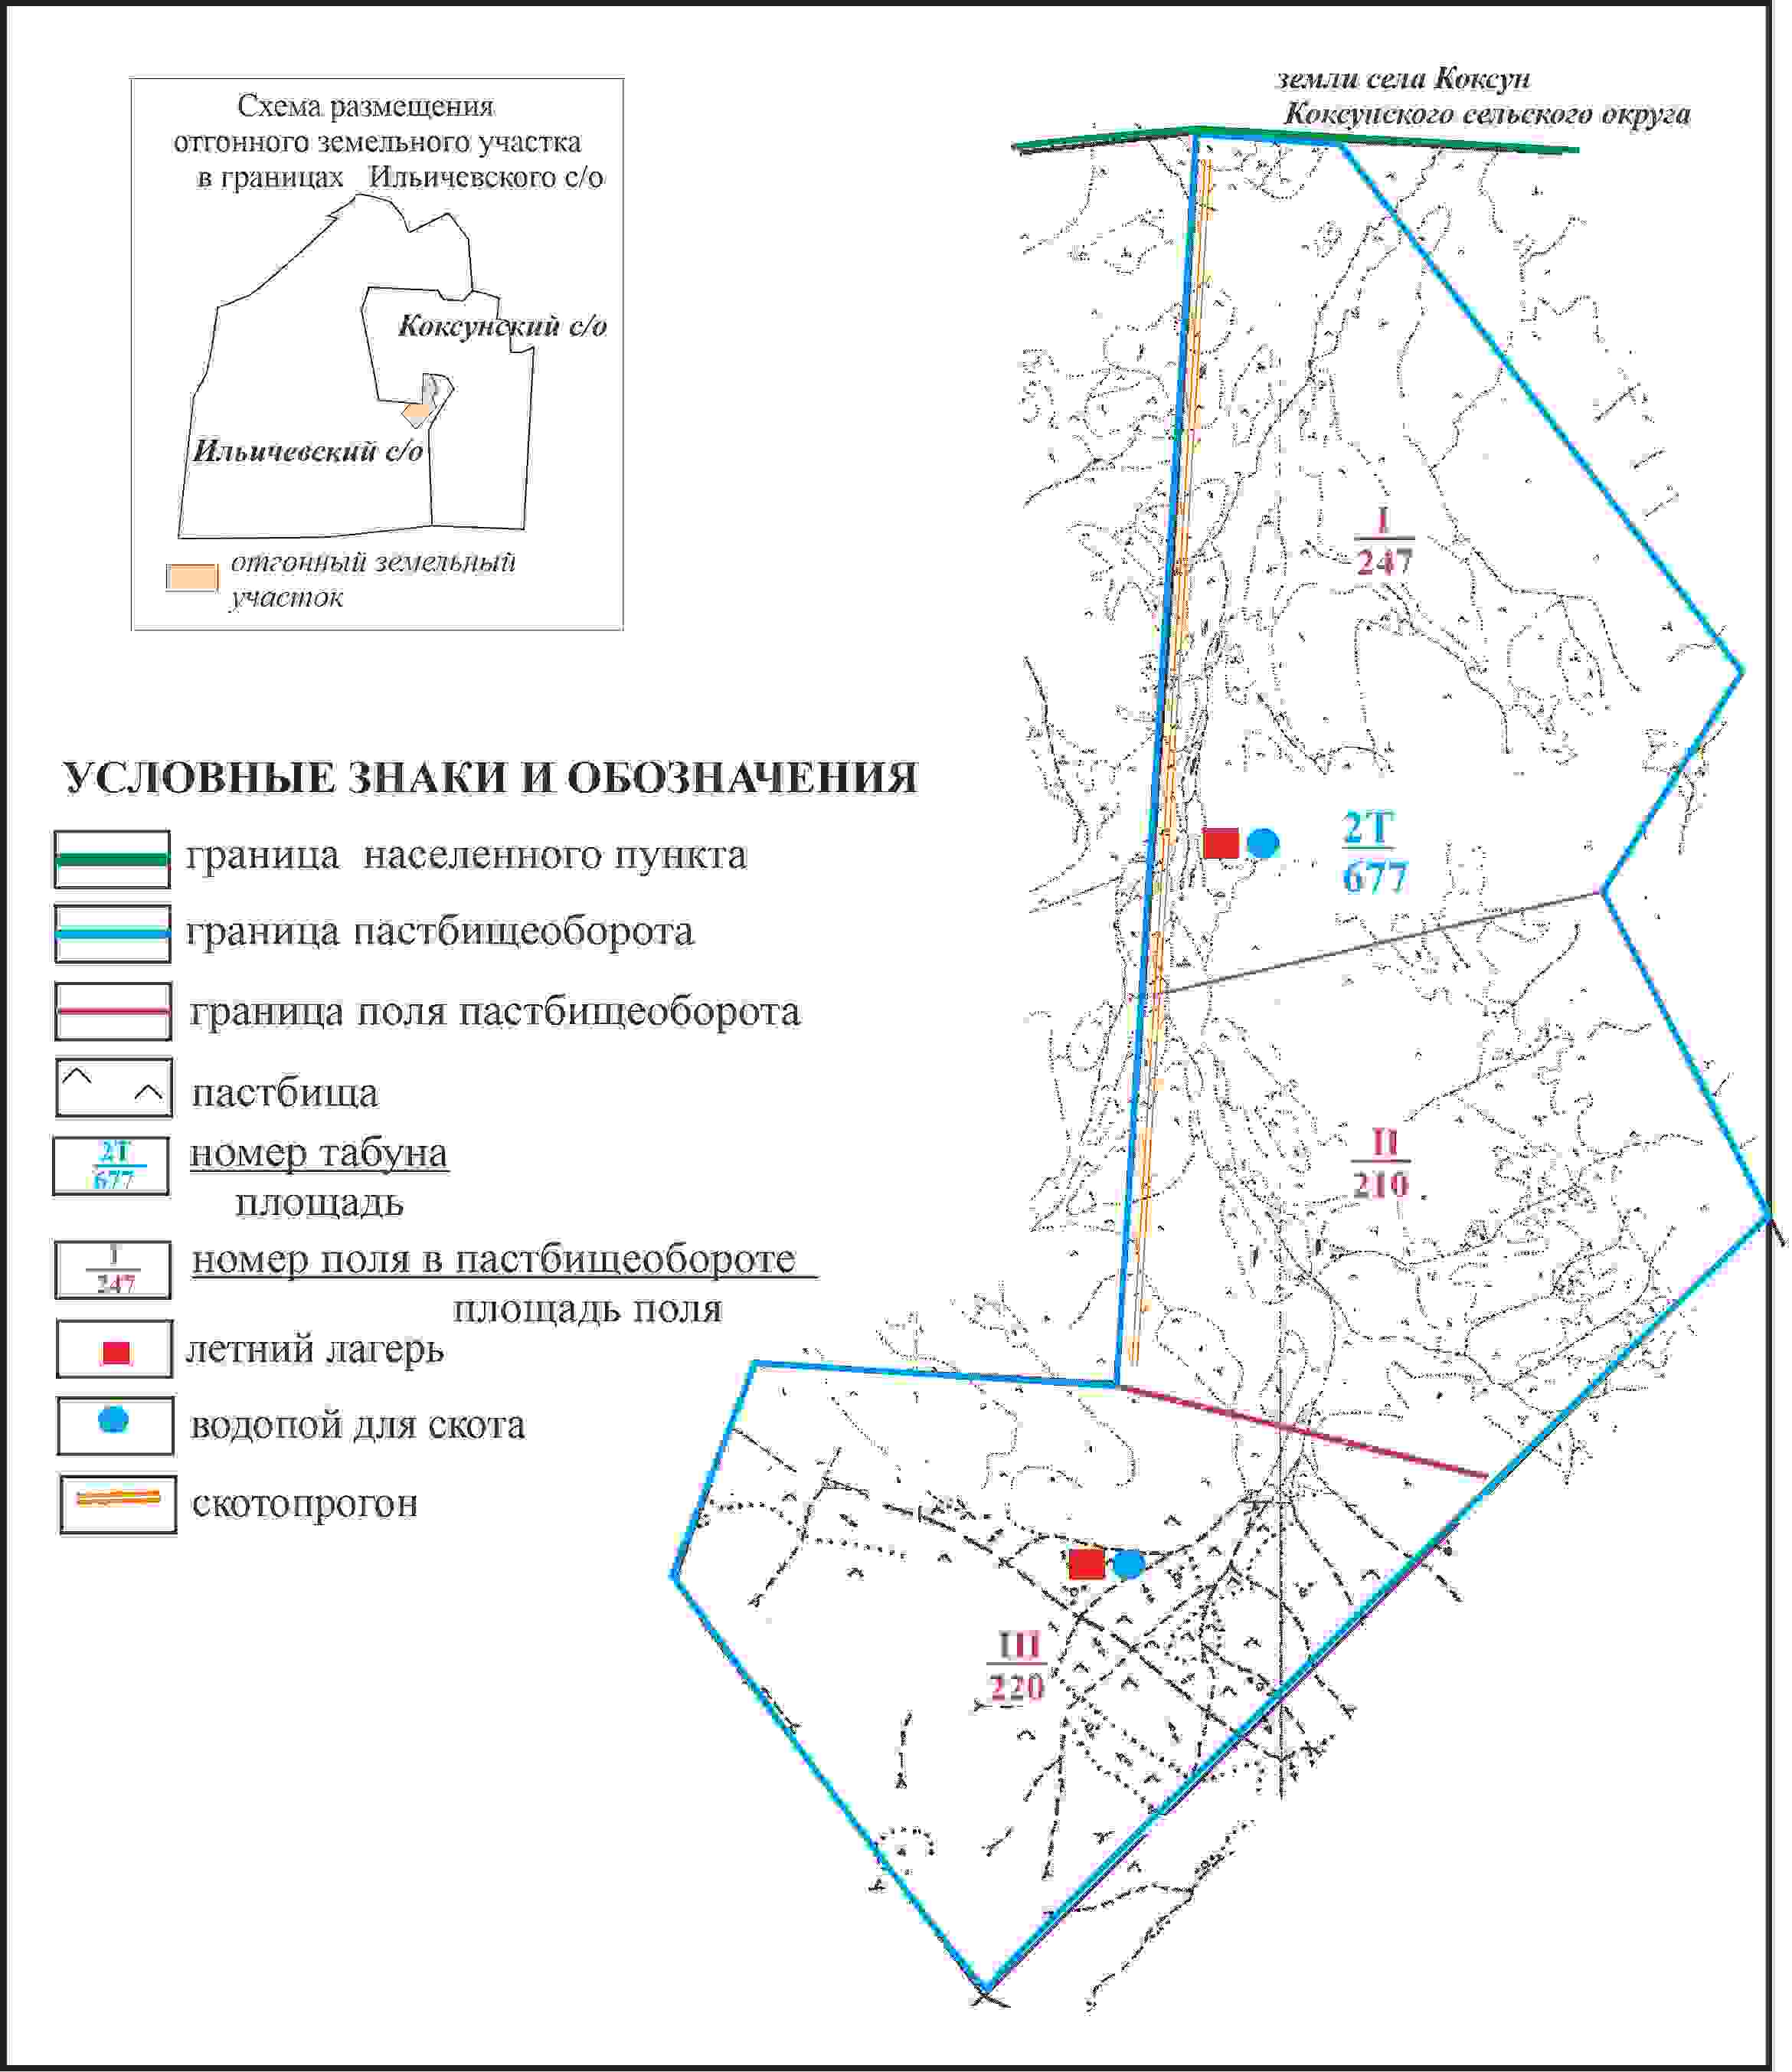 Схема размещения
отгонного земельного участка
в границах Ильичевского с/о
Коксунский с/о
Ильичевский с/о
отгонный земельный
участок
земли села Коксун
Коксунского сельского округа
I
247
2Т
677
II
210
III
220
УСЛОВНЫЕ ЗНАКИ И ОБОЗНАЧЕНИЯ
граница населенного пункта
граница пастбищеоборота
граница поля пастбищеоборота
пастбища
2Т
677
номер табуна
площадь
I
247
номер поля в пастбищеобороте
площадь поля
летний лагерь
водопой для скота
скотопрогон